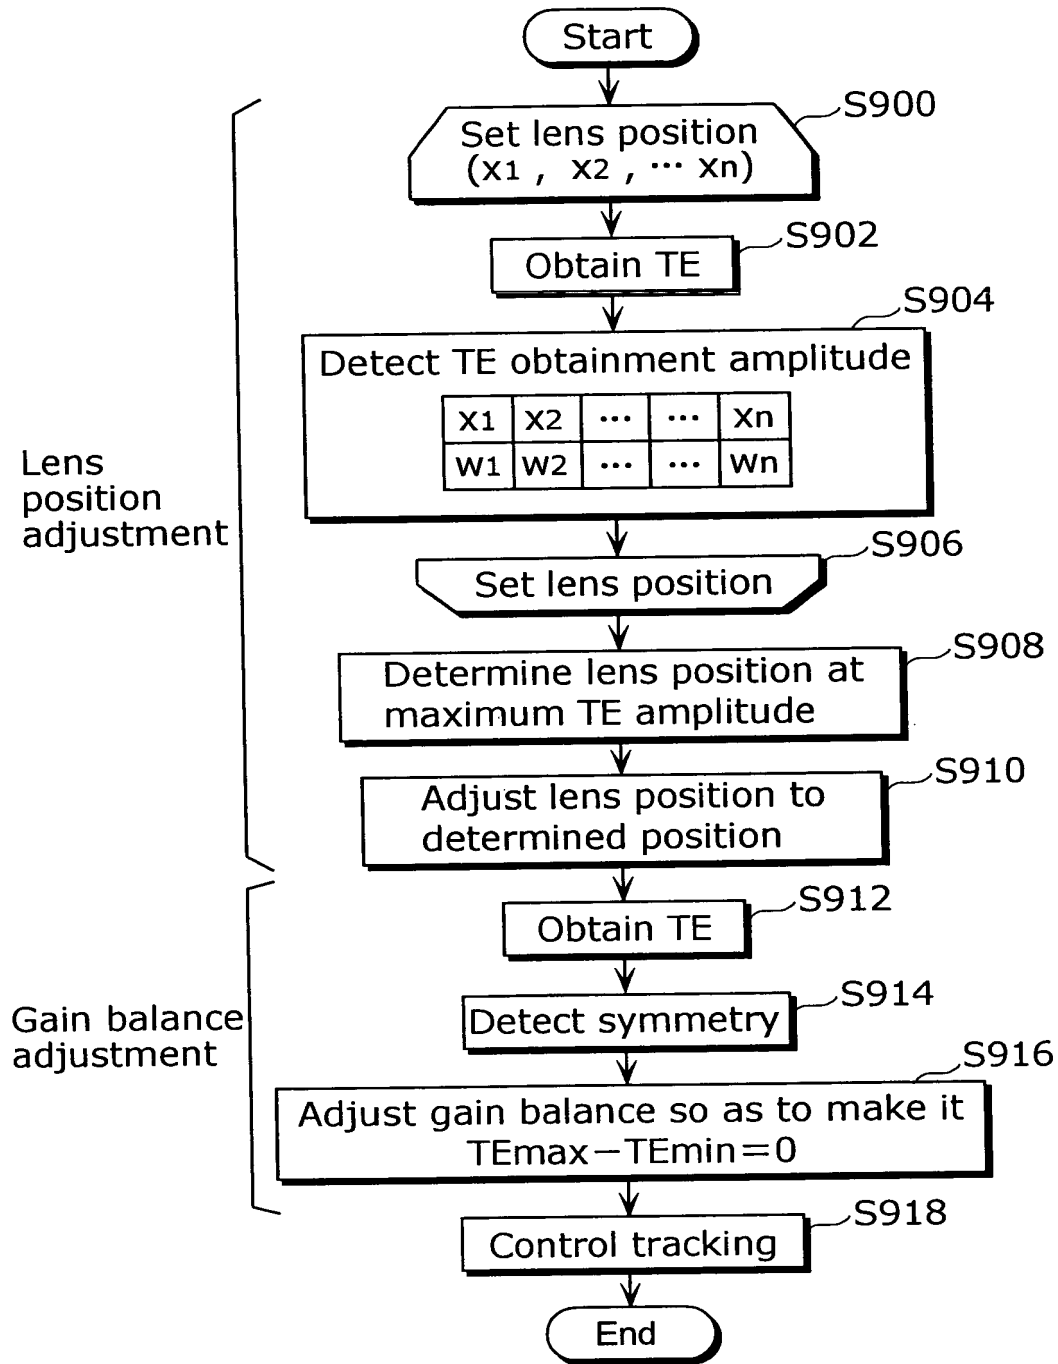 Start
S900
Set lens position
(x1 , x2 , ··· xn)
S902
Obtain TE
S904
Detect TE obtainment amplitude
x1 x2 ··· ··· xn
w1 w2 ··· ··· wn
Lens
position
adjustment
S906
Set lens position
S908
Determine lens position at
maximum TE amplitude
S910
Adjust lens position to
determined position
S912
Obtain TE
Gain balance
adjustment
S914
Detect symmetry
S916
Adjust gain balance so as to make it
TEmax−TEmin=0
S918
Control tracking
End